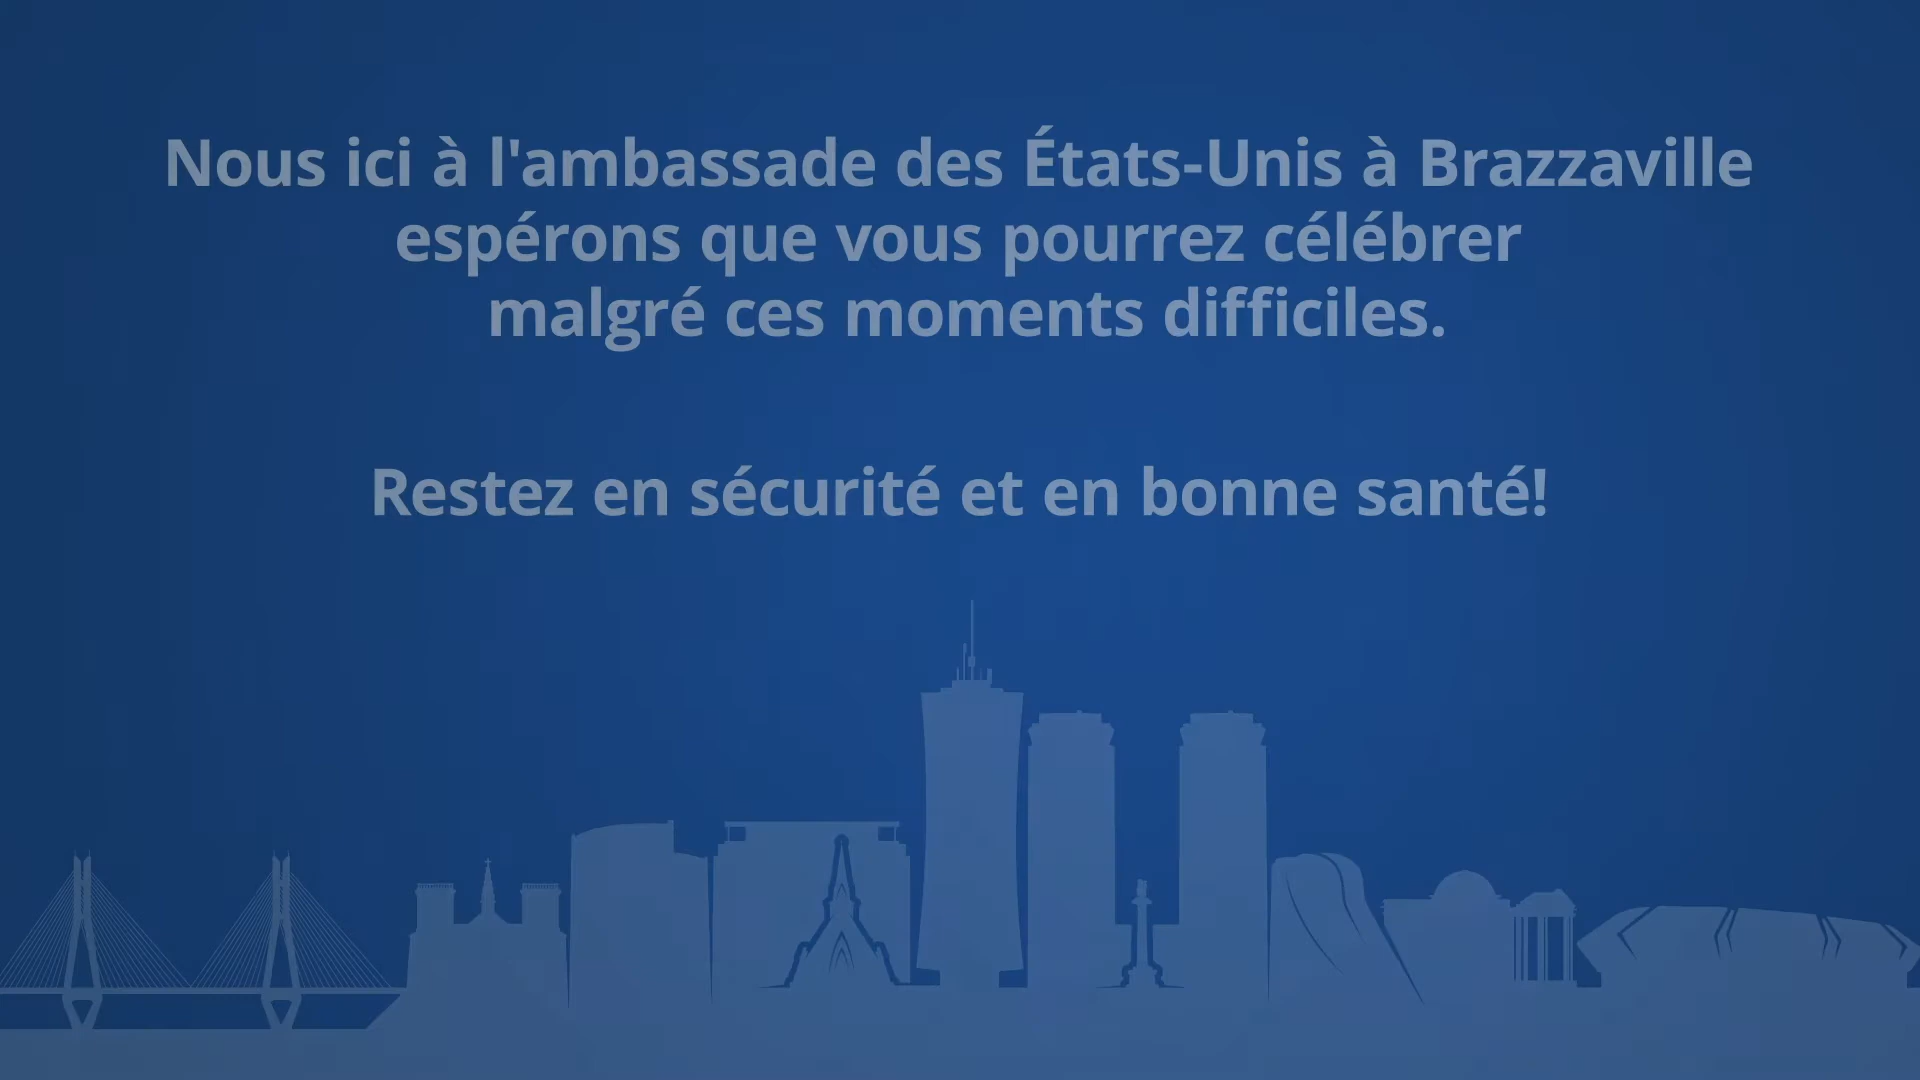 Nous ici à l'ambassade des États-Unis à Brazzaville
espérons que vous pourrez célébrer
malgré ces moments difficiles.
Restez en sécurité et en bonne santé!